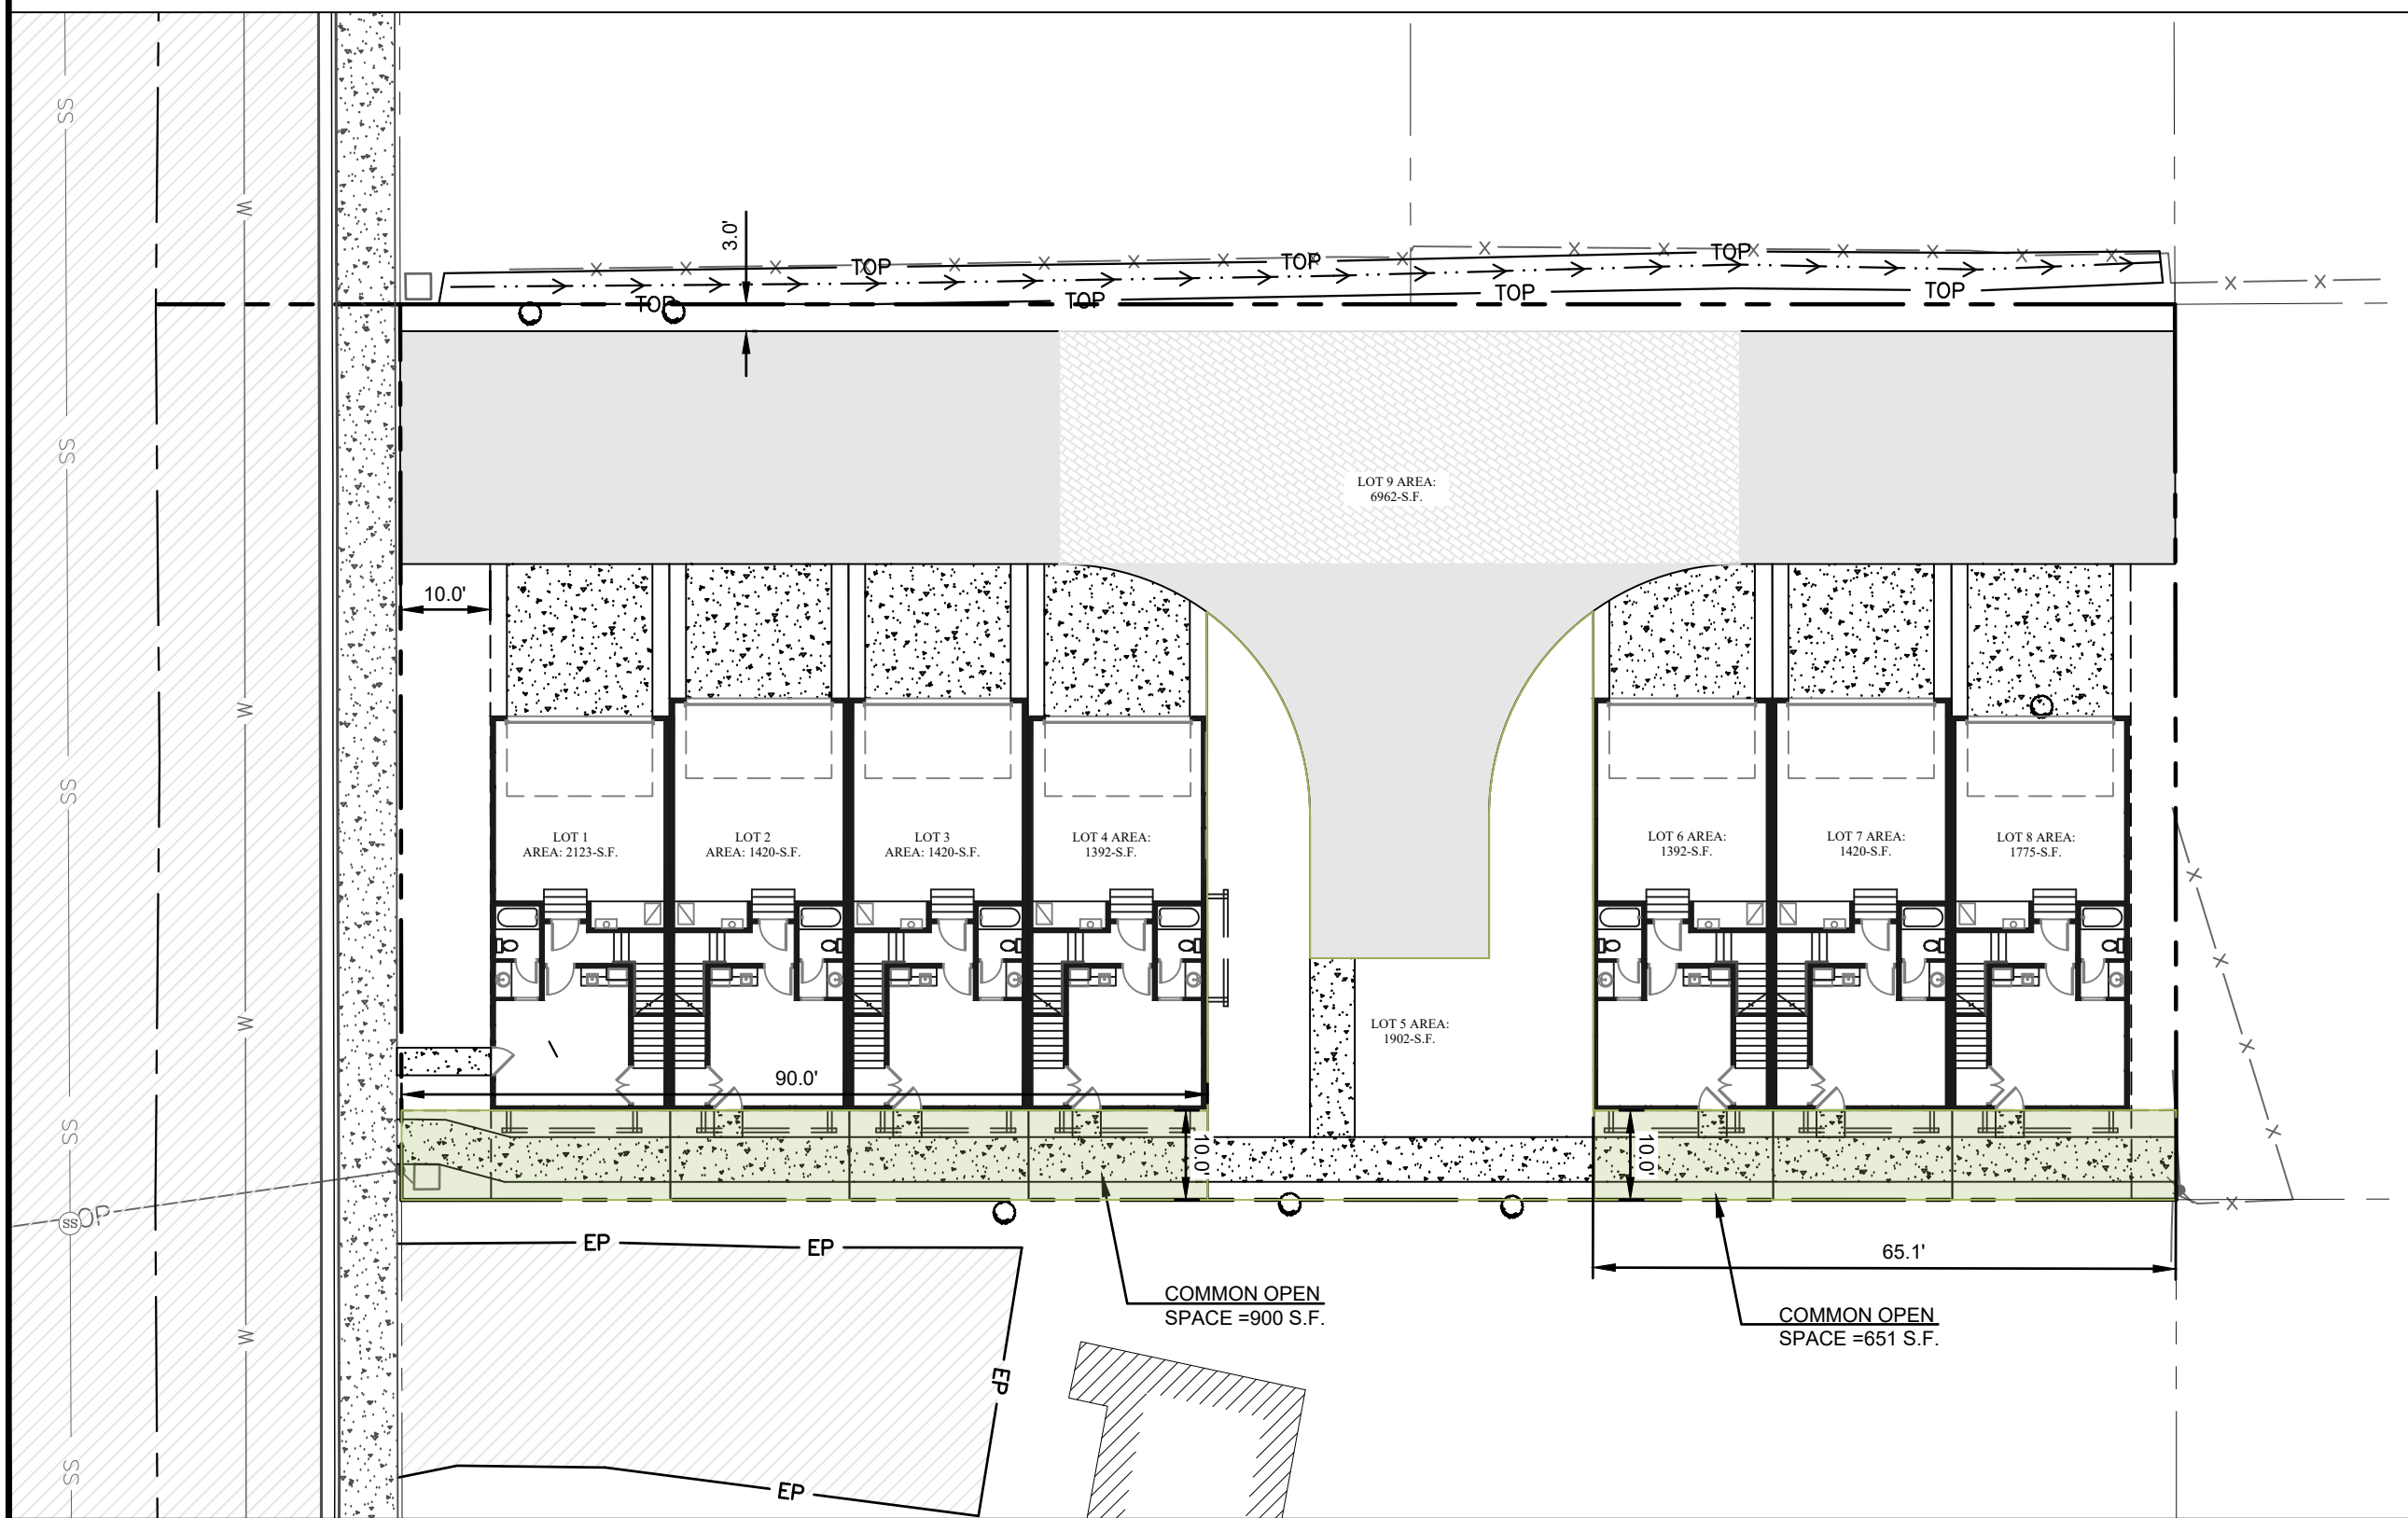 SS
W
3.0'
X X X X X X X X X X X X X X X X X X
TOP
TOP
TOP
TOP
TOP
TOP
TOP
X X
SS
LOT 9 AREA:
6962-S.F.
10.0'
W
SS
LOT 1
AREA: 2123-S.F.
LOT 2
AREA: 1420-S.F.
LOT 3
AREA: 1420-S.F.
LOT 4 AREA:
1392-S.F.
LOT 6 AREA:
1392-S.F.
LOT 7 AREA:
1420-S.F.
LOT 8 AREA:
1775-S.F.
X
X
W
LOT 5 AREA:
1902-S.F.
X
90.0'
SS
X
10.0'
10.0'
X
SS
OP
EP
EP
65.1'
COMMON OPEN
SPACE =900 S.F.
COMMON OPEN
SPACE =651 S.F.
W
EP
SS
EP